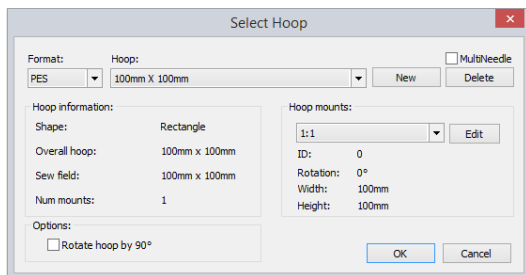 Select Hoop
Format: Hoop: MultiNeedle
PES 100mm X 100mm New Delete
Hoop information:
Shape: Rectangle
Overall hoop: 100mm x 100mm
Sew field: 100mm x 100mm
Num mounts: 1
Hoop mounts:
1:1 Edit
ID: 0
Rotation: 0°
Width: 100mm
Height: 100mm
Options:
Rotate hoop by 90°
OK Cancel